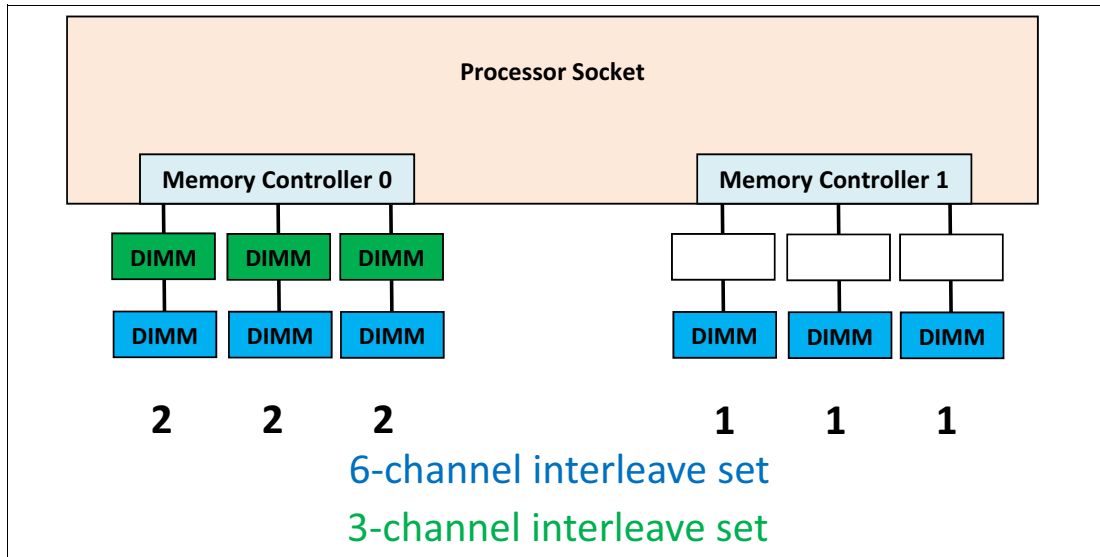 Processor Socket
Memory Controller 0 Memory Controller 1
DIMM DIMM DIMM
DIMM DIMM DIMM DIMM DIMM DIMM
2 2 2 1 1 1
6-channel interleave set
3-channel interleave set